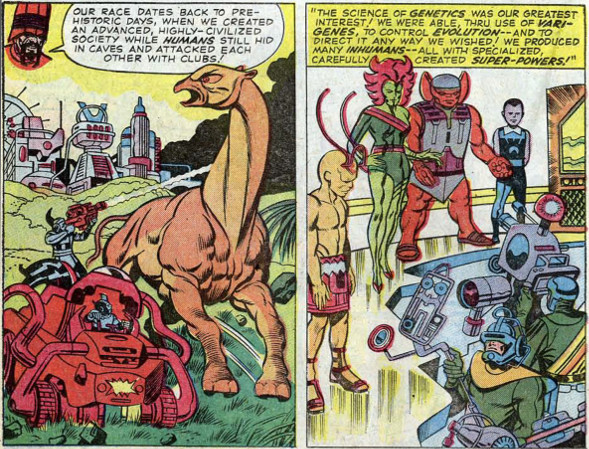 OUR RACE DATES BACK TO PRE-
HISTORIC DAYS, WHEN WE CREATED
AN ADVANCED, HIGHLY-CIVILIZED
SOCIETY WHILE HUMANS STILL HID
IN CAVES AND ATTACKED EACH
OTHER WITH CLUBS!
"THE SCIENCE OF GENETICS WAS OUR GREATEST
INTEREST! WE WERE ABLE, THRU USE OF VARI-
GENES, TO CONTROL EVOLUTION--AND TO
DIRECT IT ANY WAY WE WISHED! WE PRODUCED
MANY INHUMANS--ALL WITH SPECIALIZED,
CAREFULLY CREATED SUPER-POWERS!"